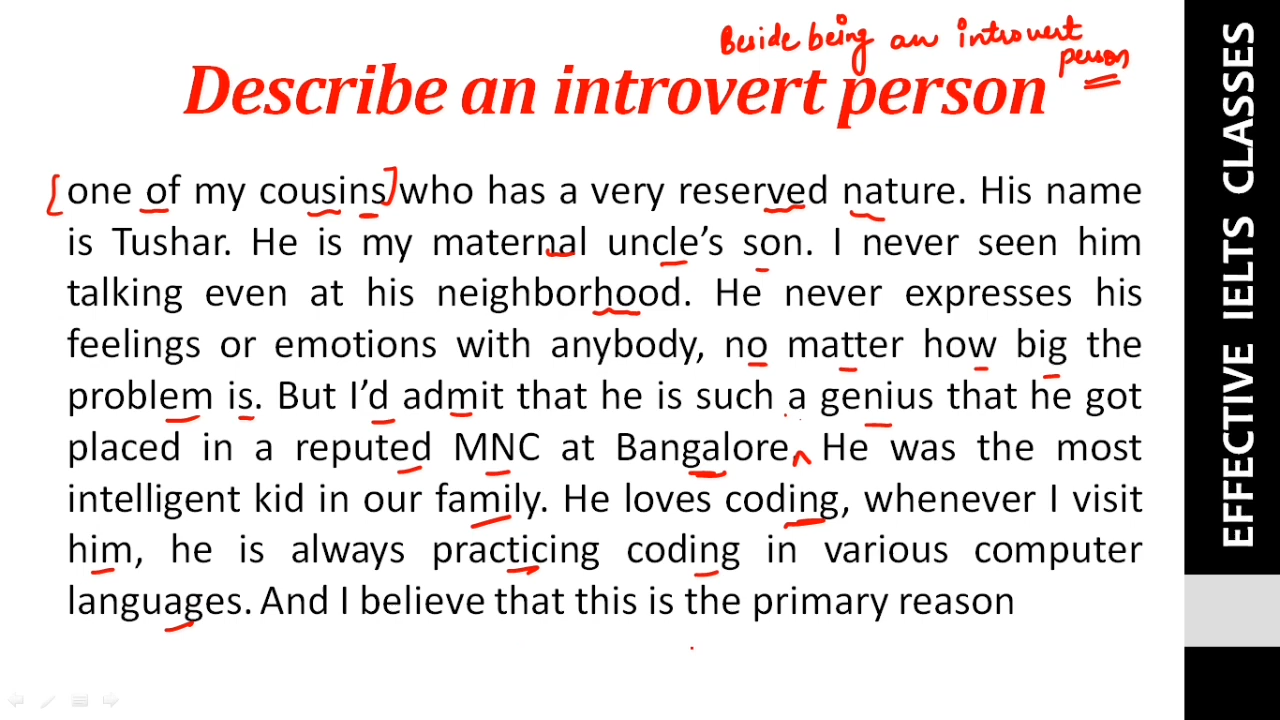 Beside being an introvert
person
Describe an introvert person
[one of my cousins] who has a very reserved nature. His name
is Tushar. He is my maternal uncle’s son. I never seen him
talking even at his neighborhood. He never expresses his
feelings or emotions with anybody, no matter how big the
problem is. But I’d admit that he is such a genius that he got
placed in a reputed MNC at Bangalore^ He was the most
intelligent kid in our family. He loves coding, whenever I visit
him, he is always practicing coding in various computer
languages. And I believe that this is the primary reason
EFFECTIVE IELTS CLASSES